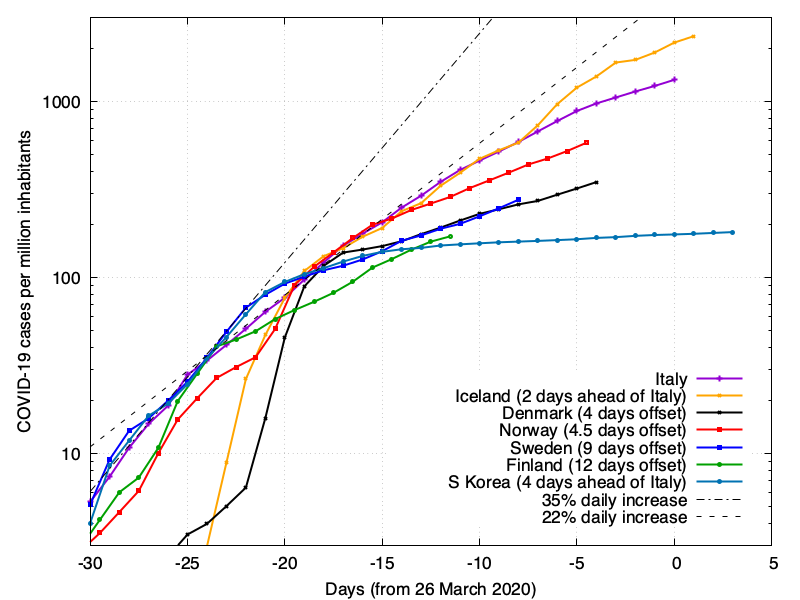 COVID-19 cases per million inhabitants
1000
100
10
Italy
Iceland (2 days ahead of Italy)
Denmark (4 days offset)
Norway (4.5 days offset)
Sweden (9 days offset)
Finland (12 days offset)
S Korea (4 days ahead of Italy)
35% daily increase
22% daily increase
-30 -25 -20 -15 -10 -5 0 5
Days (from 26 March 2020)